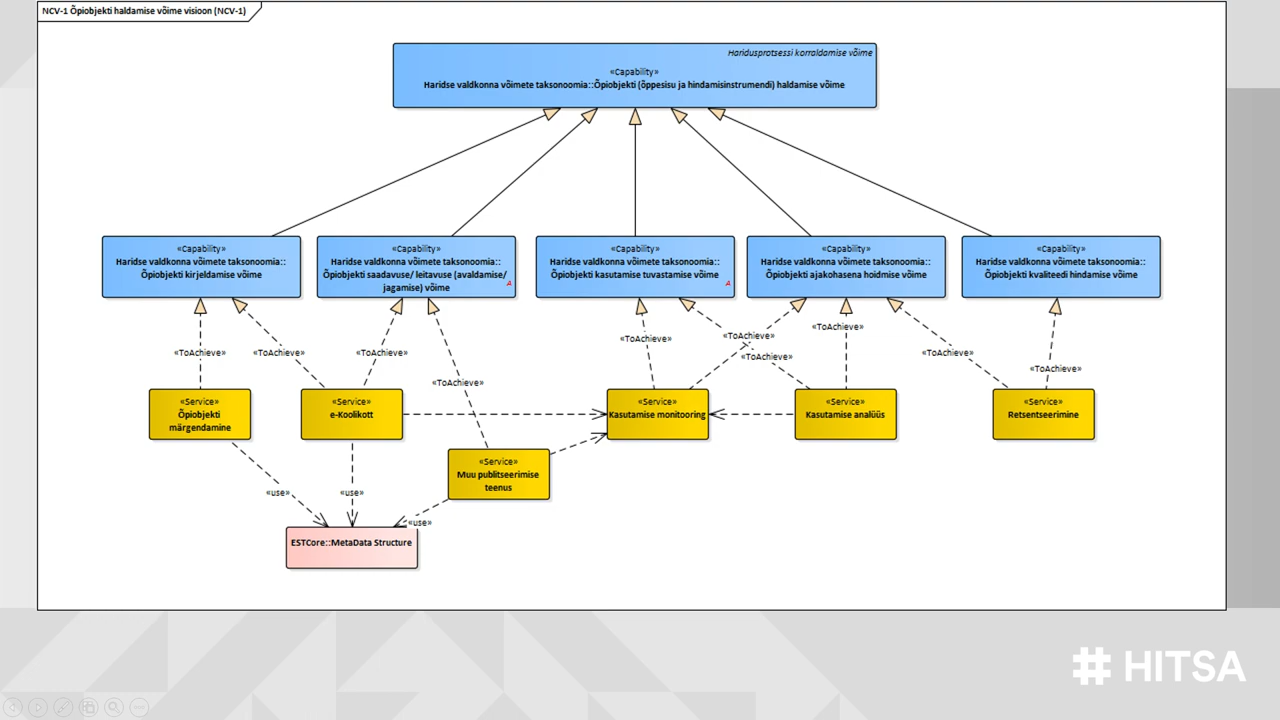 NCV-1 Õpiobjekti haldamise võime visioon (NCV-1)
Haridusprotsessi korraldamise võime
«Capability»
Haridse valdkonna võimete taksonoomia::Õpiobjekti (õppesisu ja hindamisinstrumendi) haldamise võime
«Capability»
Haridse valdkonna võimete taksonoomia::
Õpiobjekti kirjeldamise võime
«Capability»
Haridse valdkonna võimete taksonoomia::
Õpiobjekti saadavuse/ leitavuse (avaldamise/
jagamise) võime
A
«Capability»
Haridse valdkonna võimete taksonoomia::
Õpiobjekti kasutamise tuvastamise võime
A
«Capability»
Haridse valdkonna võimete taksonoomia::
Õpiobjekti ajakohasena hoidmise võime
«Capability»
Haridse valdkonna võimete taksonoomia::
Õpiobjekti kvaliteedi hindamise võime
«ToAchieve»
«ToAchieve»
«ToAchieve»
«ToAchieve»
«ToAchieve»
«ToAchieve»
«ToAchieve»
«ToAchieve»
«ToAchieve»
«ToAchieve»
«Service»
Õpiobjekti
märgendamine
«Service»
e-Koolikott
«Service»
Kasutamise monitooring
«Service»
Kasutamise analüüs
«Service»
Retsentseerimine
«Service»
Muu publitseerimise
teenus
«use»
«use»
«use»
ESTCore::MetaData Structure
# HITSA